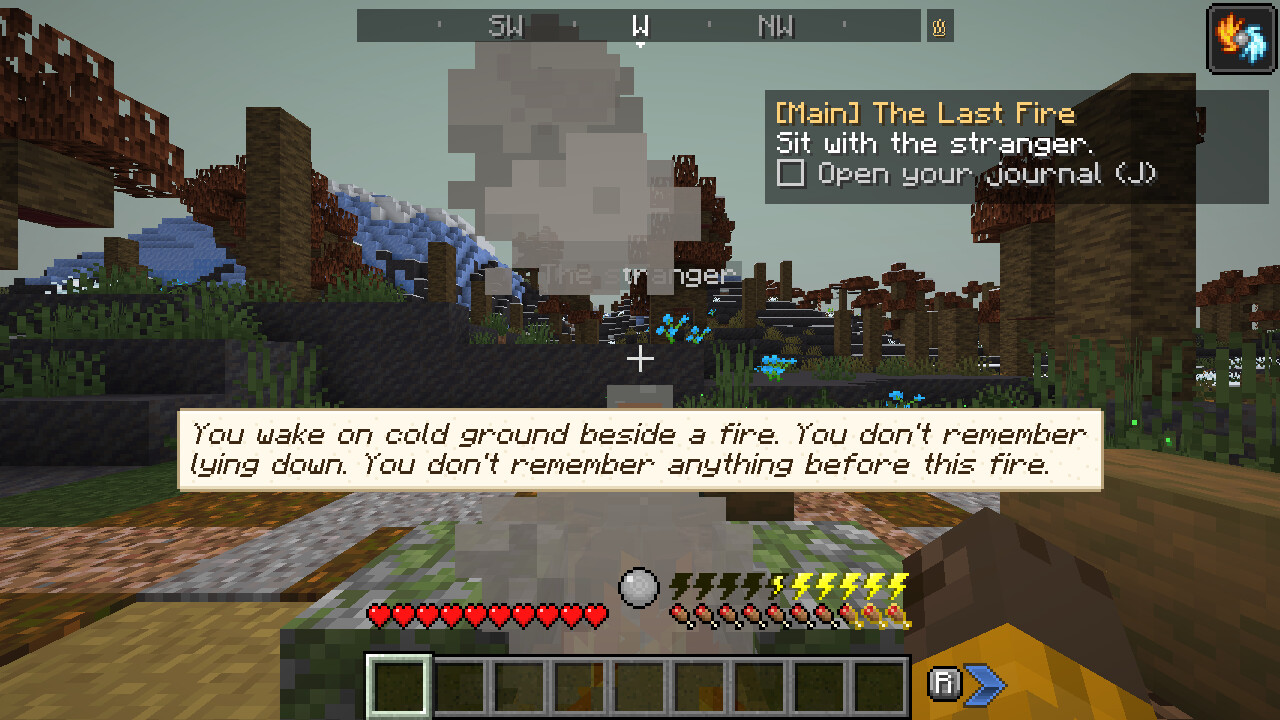 SW W NW
[Main] The Last Fire
Sit with the stranger.
Open your journal (J)
The stranger
You wake on cold ground beside a fire. You don't remember
lying down. You don't remember anything before this fire.
R